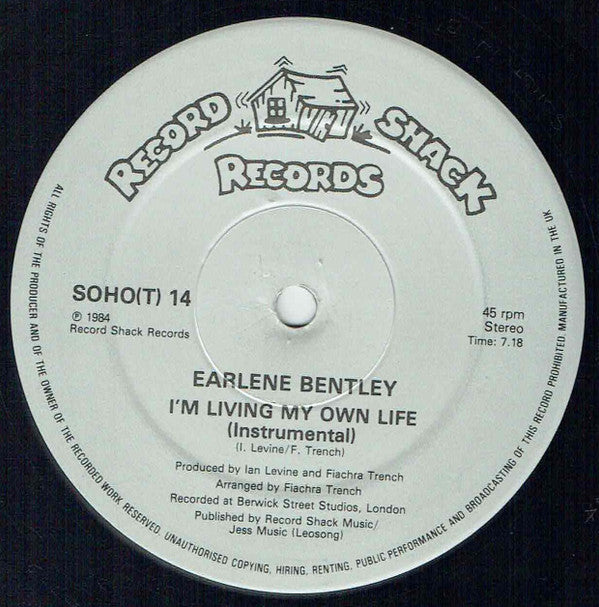 RECORD SHACK
RECORDS
SOHO(T) 14
℗ 1984
Record Shack Records
45 rpm
Stereo
Time: 7.18
EARLENE BENTLEY
I'M LIVING MY OWN LIFE
(Instrumental)
(I. Levine/F. Trench)
Produced by Ian Levine and Fiachra Trench
Arranged by Fiachra Trench
Recorded at Berwick Street Studios, London
Published by Record Shack Music/
Jess Music (Leosong)
ALL RIGHTS OF THE PRODUCER AND OF THE OWNER OF THE RECORDED WORK RESERVED. UNAUTHORISED COPYING, HIRING, RENTING, PUBLIC PERFORMANCE AND BROADCASTING OF THIS RECORD PROHIBITED. MANUFACTURED IN THE UK